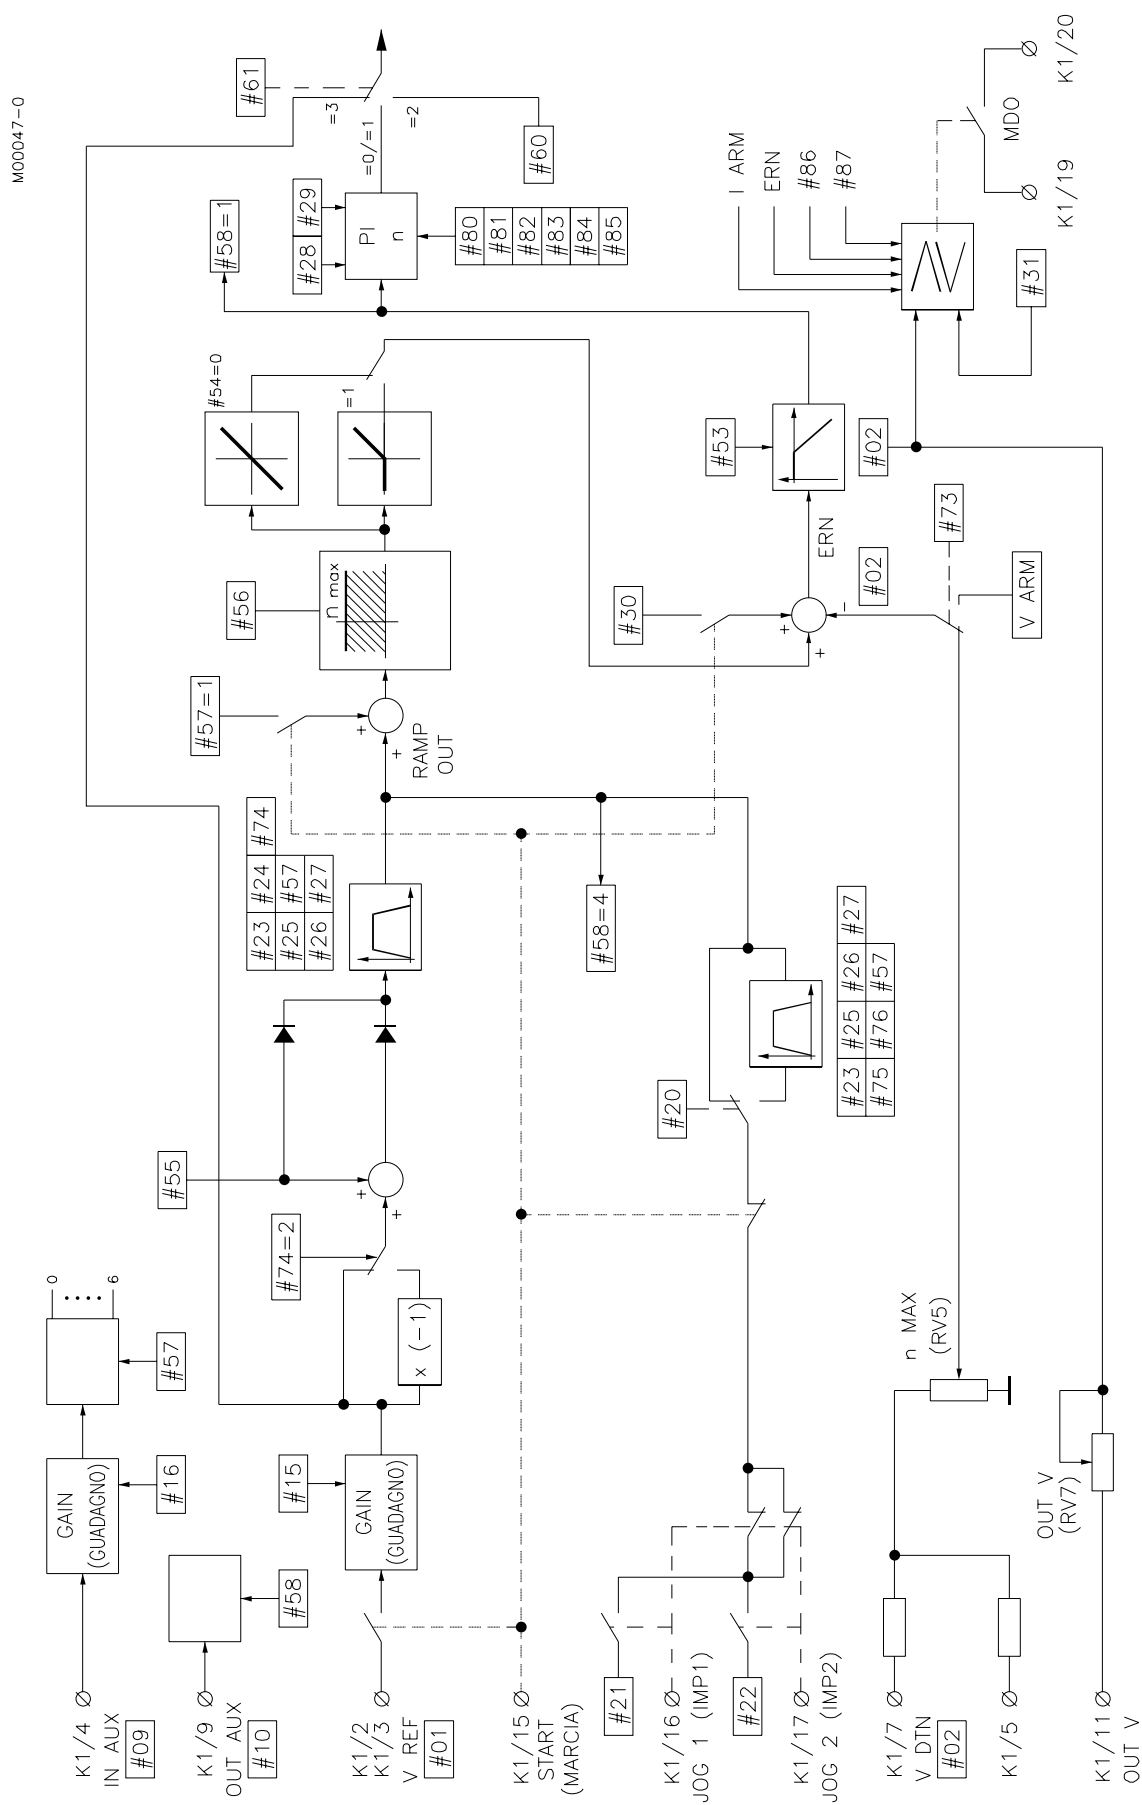 M00047-0
K1/4
IN AUX
#09
GAIN
(GUADAGNO)
#16
#57
0
6
K1/9
OUT AUX
#10
#58
K1/2
K1/3
V REF
#01
GAIN
(GUADAGNO)
#15
x (-1)
#74=2
#55
+
+
#23 #24 #74
#25 #57
#26 #27
RAMP
OUT
+
+
#57=1
#56
n max
#54=0
=1
#58=1
#28 #29
PI
n
#80
#81
#82
#83
#84
#85
=0/=1
=3
=2
#61
#60
K1/15
START
(MARCIA)
#58=4
#21
K1/16
JOG 1 (IMP1)
#22
K1/17
JOG 2 (IMP2)
#20
#23 #25 #26 #27
#75 #76 #57
#30
+
+
-
ERN
#02
#53
#02
#73
V ARM
K1/7
V DTN
#02
K1/5
n MAX
(RV5)
K1/11
OUT V
OUT V
(RV7)
I ARM
ERN
#86
#87
#31
MDO
K1/19
K1/20